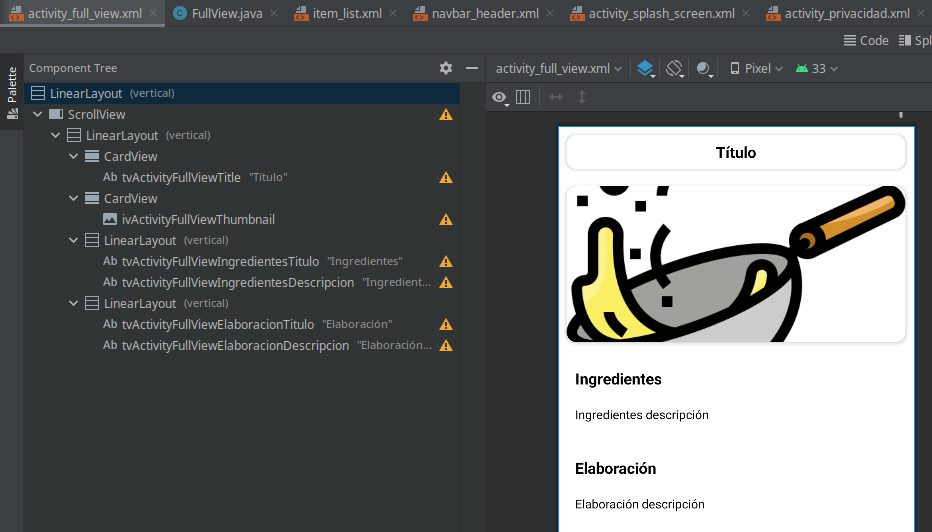 activity_full_view.xml FullView.java item_list.xml navbar_header.xml activity_splash_screen.xml activity_privacidad.xml
Code Spl
Palette
Component Tree
activity_full_view.xml Pixel 33
LinearLayout (vertical)
ScrollView
LinearLayout (vertical)
CardView
Ab tvActivityFullViewTitle "Título"
CardView
ivActivityFullViewThumbnail
LinearLayout (vertical)
Ab tvActivityFullViewIngredientesTitulo "Ingredientes"
Ab tvActivityFullViewIngredientesDescripcion "Ingredient...
LinearLayout (vertical)
Ab tvActivityFullViewElaboracionTitulo "Elaboración"
Ab tvActivityFullViewElaboracionDescripcion "Elaboración...
Título
Ingredientes
Ingredientes descripción
Elaboración
Elaboración descripción